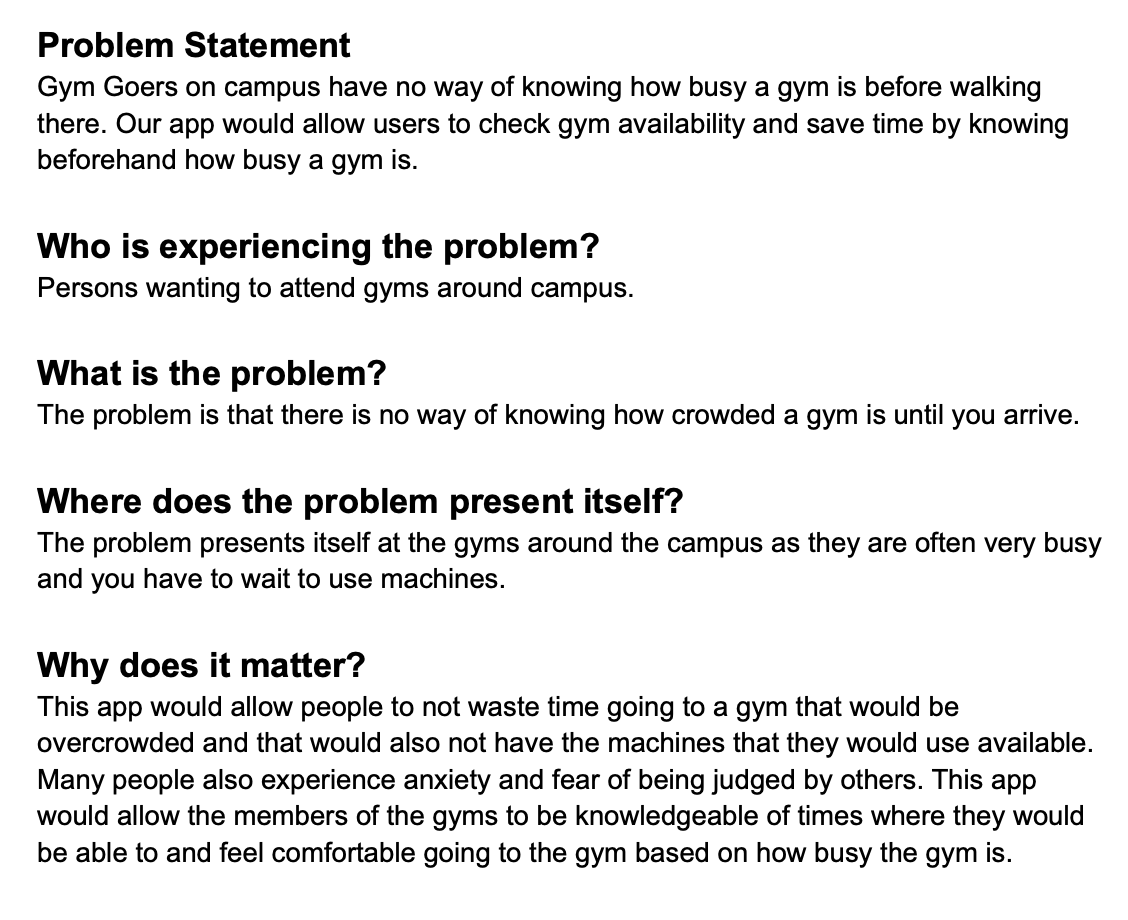 Problem Statement
Gym Goers on campus have no way of knowing how busy a gym is before walking
there. Our app would allow users to check gym availability and save time by knowing
beforehand how busy a gym is.
Who is experiencing the problem?
Persons wanting to attend gyms around campus.
What is the problem?
The problem is that there is no way of knowing how crowded a gym is until you arrive.
Where does the problem present itself?
The problem presents itself at the gyms around the campus as they are often very busy
and you have to wait to use machines.
Why does it matter?
This app would allow people to not waste time going to a gym that would be
overcrowded and that would also not have the machines that they would use available.
Many people also experience anxiety and fear of being judged by others. This app
would allow the members of the gyms to be knowledgeable of times where they would
be able to and feel comfortable going to the gym based on how busy the gym is.